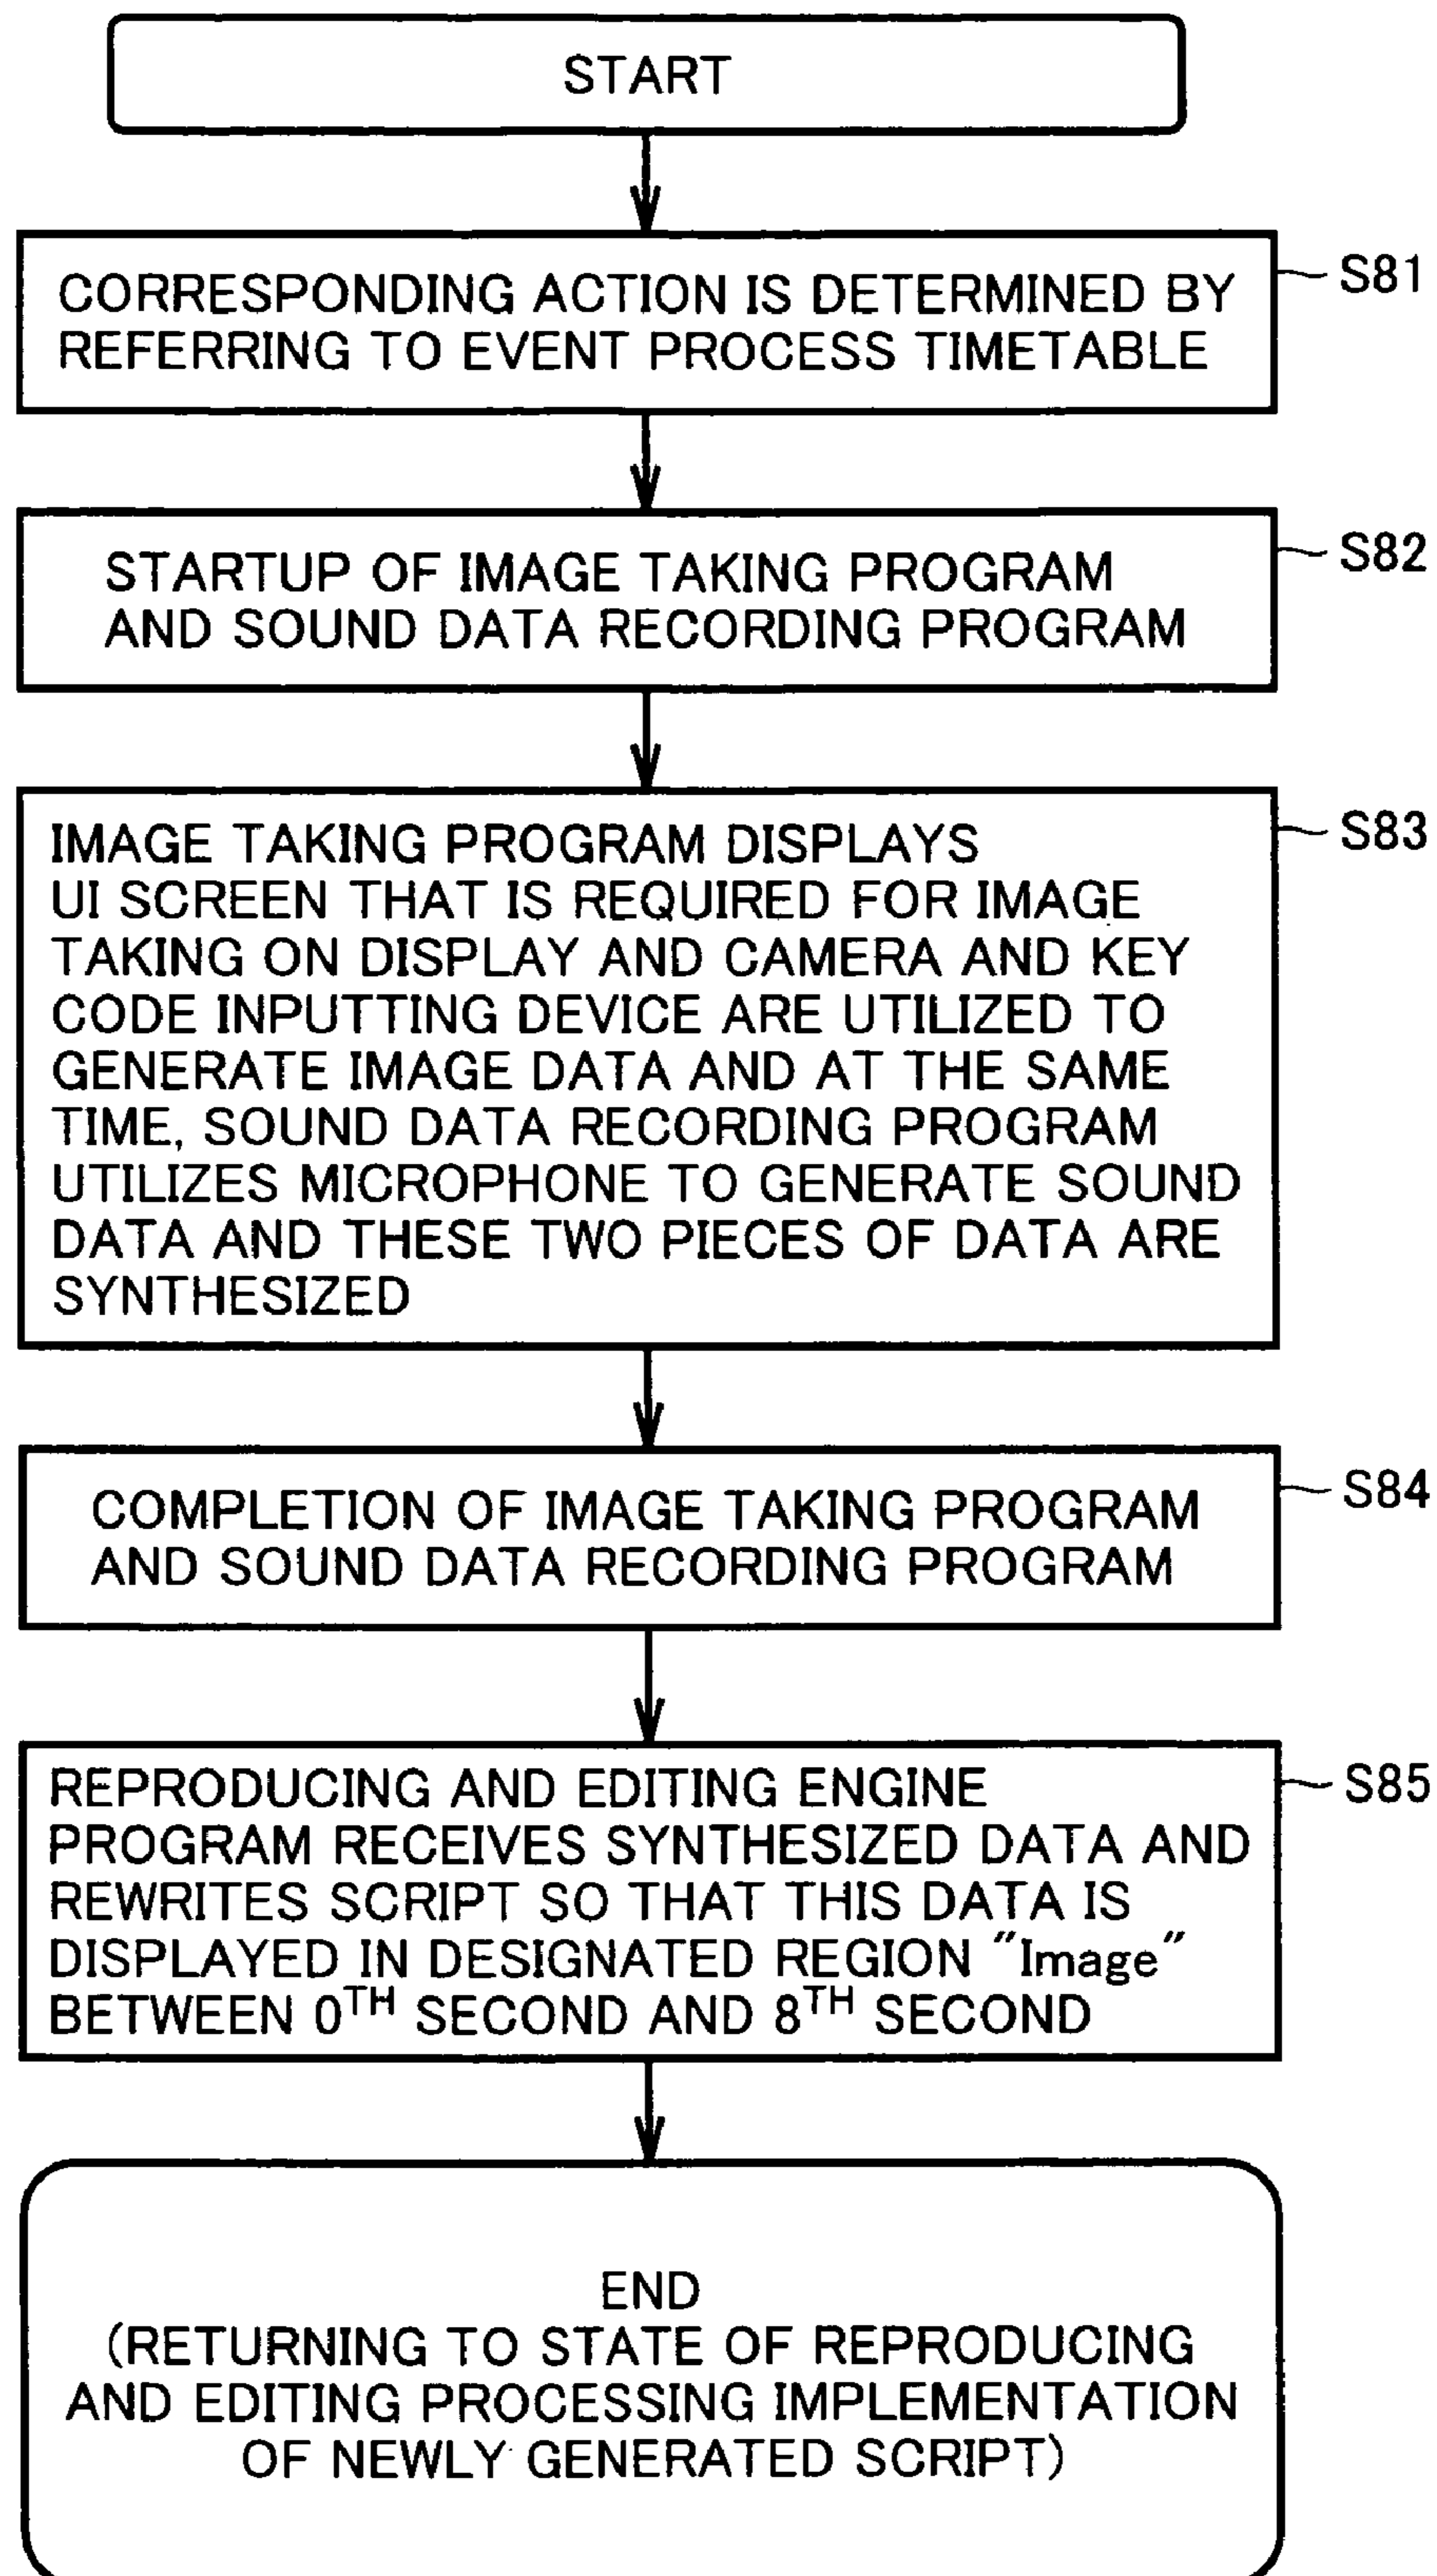 START
CORRESPONDING ACTION IS DETERMINED BY
REFERRING TO EVENT PROCESS TIMETABLE
S81
STARTUP OF IMAGE TAKING PROGRAM
AND SOUND DATA RECORDING PROGRAM
S82
IMAGE TAKING PROGRAM DISPLAYS
UI SCREEN THAT IS REQUIRED FOR IMAGE
TAKING ON DISPLAY AND CAMERA AND KEY
CODE INPUTTING DEVICE ARE UTILIZED TO
GENERATE IMAGE DATA AND AT THE SAME
TIME, SOUND DATA RECORDING PROGRAM
UTILIZES MICROPHONE TO GENERATE SOUND
DATA AND THESE TWO PIECES OF DATA ARE
SYNTHESIZED
S83
COMPLETION OF IMAGE TAKING PROGRAM
AND SOUND DATA RECORDING PROGRAM
S84
REPRODUCING AND EDITING ENGINE
PROGRAM RECEIVES SYNTHESIZED DATA AND
REWRITES SCRIPT SO THAT THIS DATA IS
DISPLAYED IN DESIGNATED REGION "Image"
BETWEEN 0TH SECOND AND 8TH SECOND
S85
END
(RETURNING TO STATE OF REPRODUCING
AND EDITING PROCESSING IMPLEMENTATION
OF NEWLY GENERATED SCRIPT)